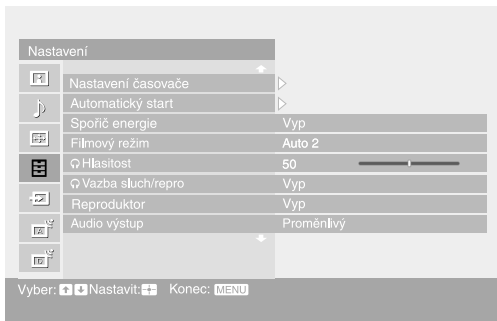 Nastavení
Nastavení časovače
Automatický start
Spořič energie Vyp
Filmový režim Auto 2
Hlasitost 50
Vazba sluch/repro Vyp
Reproduktor Vyp
Audio výstup Proměnlivý
Vyber: Nastavit: Konec: MENU